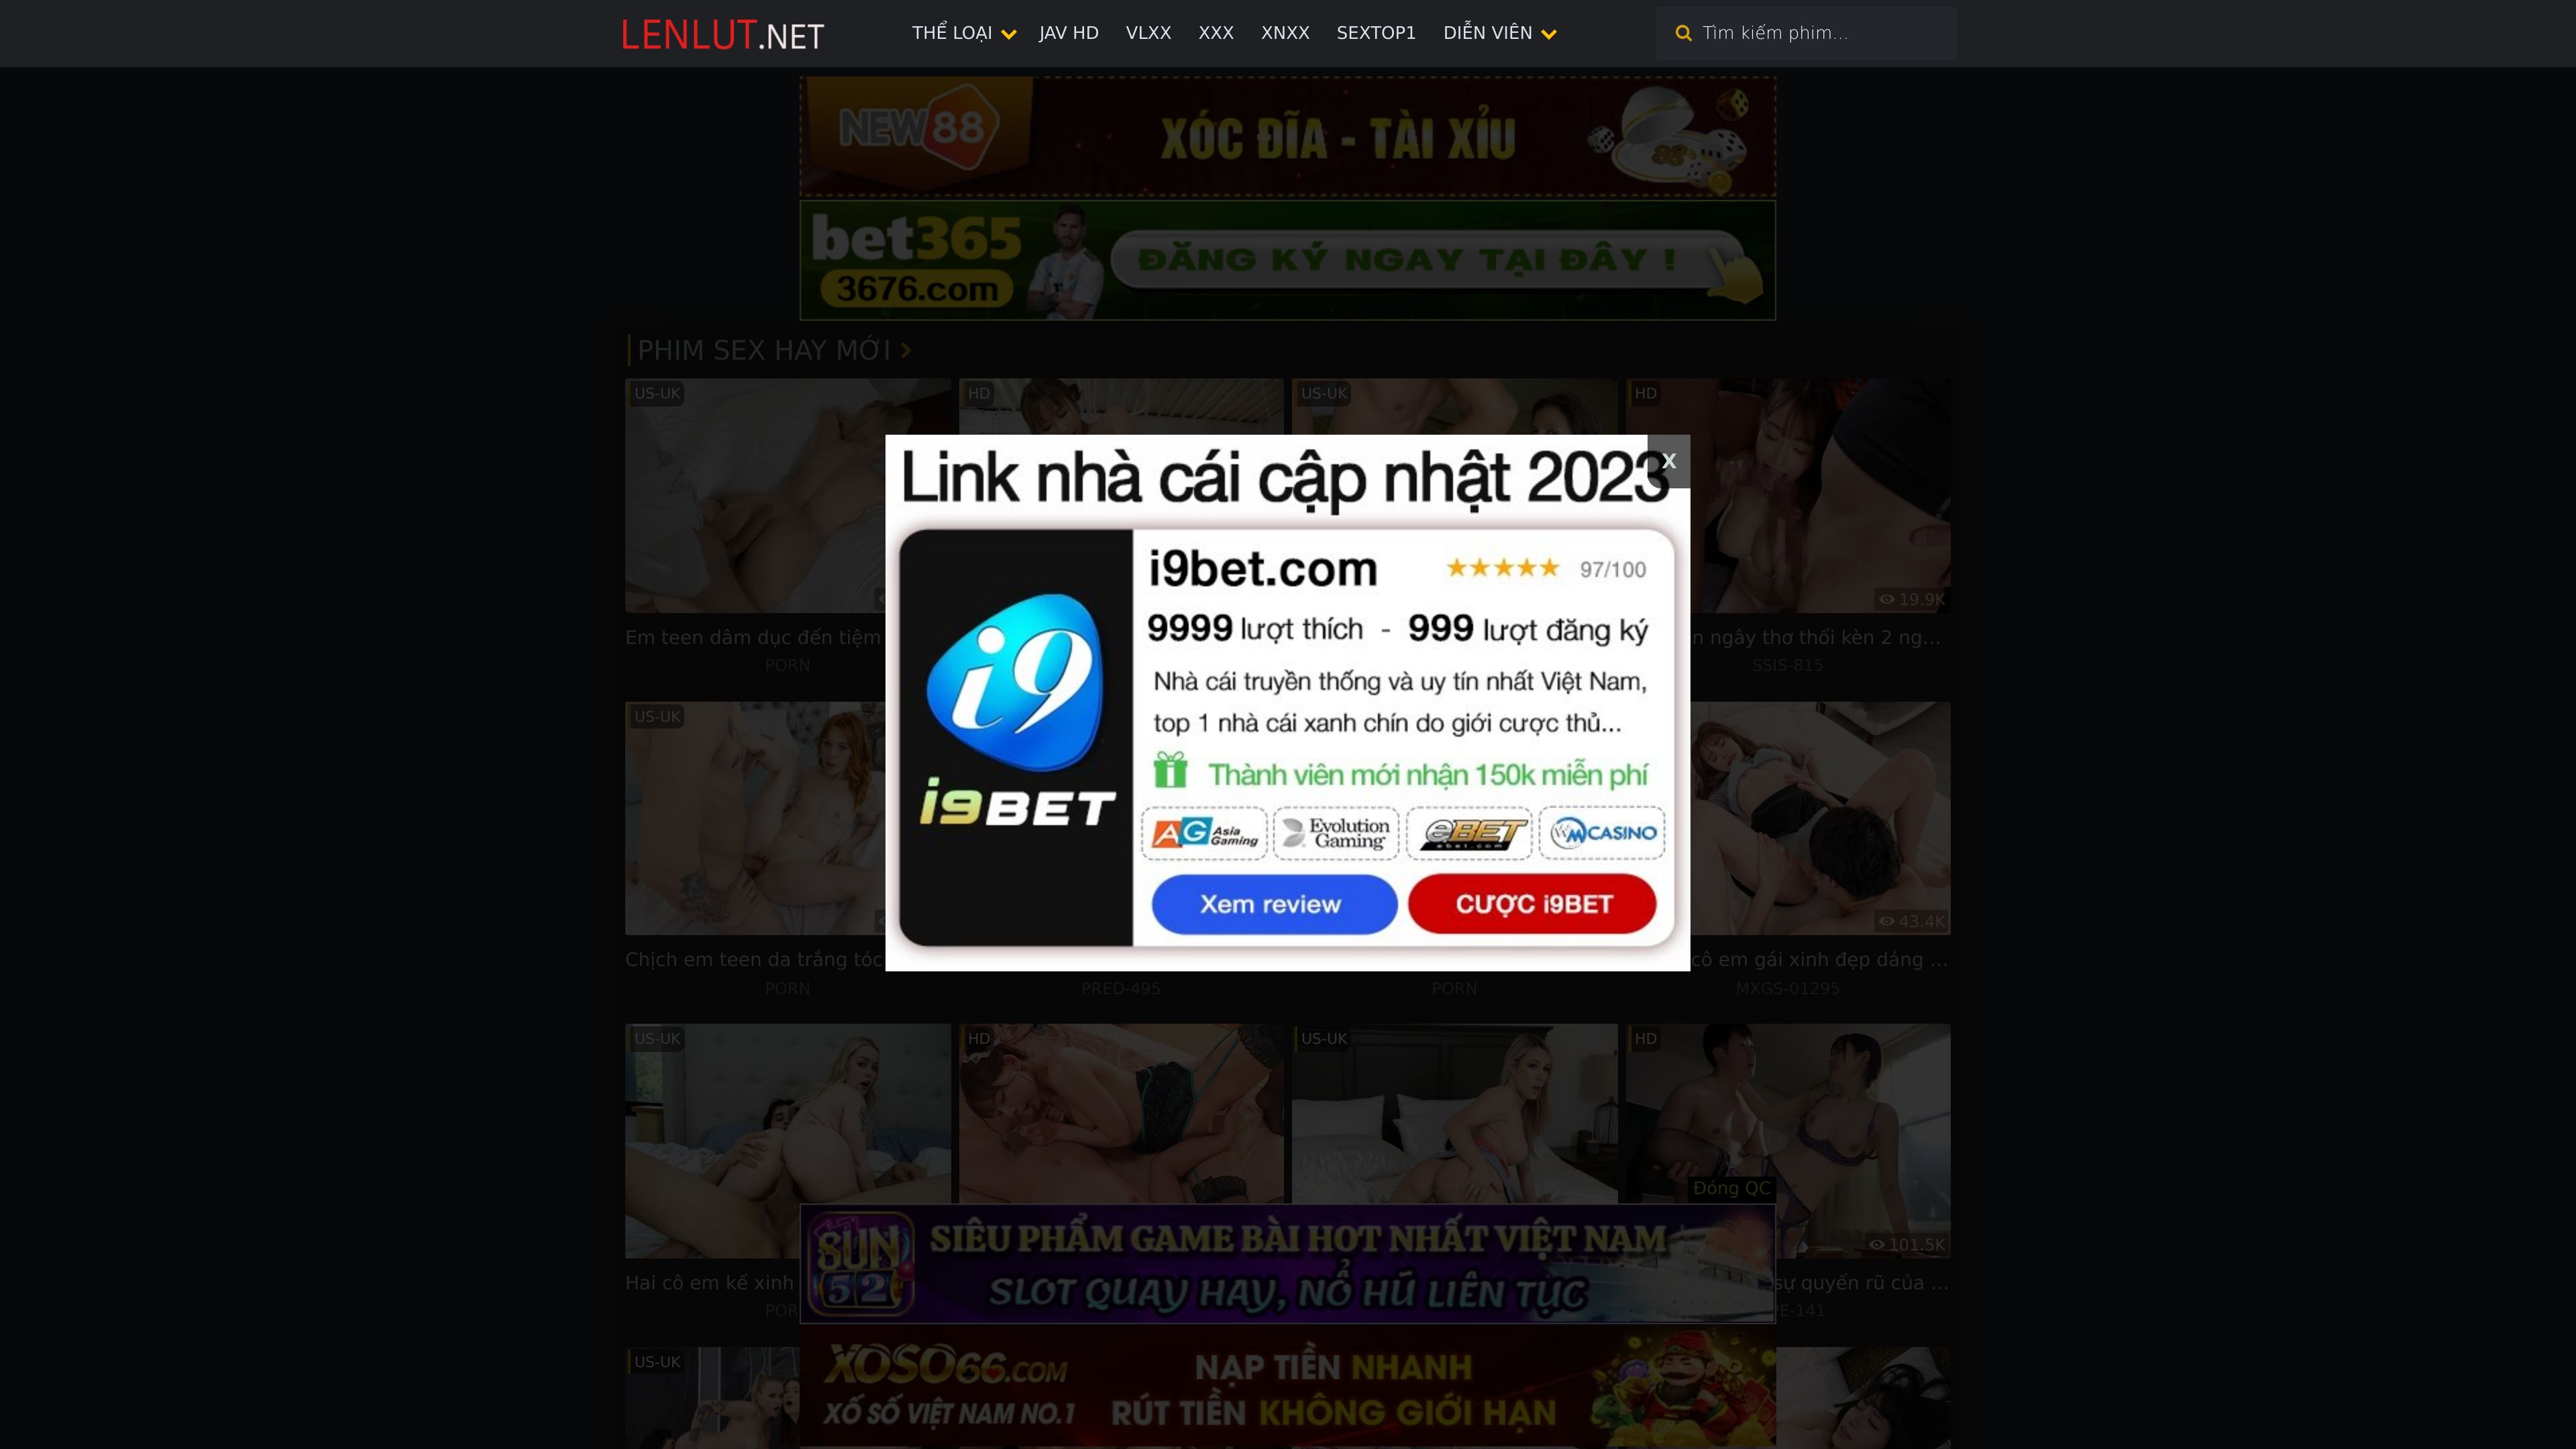 LENLUT.NET
THỂ LOẠI JAV HD VLXX XXX XNXX SEXTOP1 DIỄN VIÊN
Tìm kiếm phim...
NEW88
XÓC ĐĨA - TÀI XỈU
bet365
3676.com
ĐĂNG KÝ NGAY TẠI ĐÂY !
PHIM SEX HAY MỚI
US-UK HD US-UK HD
19.9K
Em teen dâm dục đến tiệm
n ngây thơ thổi kèn 2 ng...
PORN
SSIS-815
Link nhà cái cập nhật 2023
X
i9bet.com
97/100
9999 lượt thích - 999 lượt đăng ký
Nhà cái truyền thống và uy tín nhất Việt Nam,
top 1 nhà cái xanh chín do giới cược thủ...
Thành viên mới nhận 150k miễn phí
i9
i9BET
AG Asia Gaming
Evolution Gaming
eBET
ebet.com
WM CASINO
Xem review
CƯỢC i9BET
US-UK
43.4K
Chịch em teen da trắng tóc
cô em gái xinh đẹp dáng ...
PORN PRED-495 PORN MXGS-01295
US-UK HD US-UK HD
Đóng QC
101.5K
Hai cô em kế xinh
sự quyến rũ của ...
POR
E-141
SUN 52
SIÊU PHẨM GAME BÀI HOT NHẤT VIỆT NAM
SLOT QUAY HAY, NỔ HŨ LIÊN TỤC
US-UK
XOSO66.COM
XỔ SỐ VIỆT NAM NO.1
NẠP TIỀN NHANH
RÚT TIỀN KHÔNG GIỚI HẠN